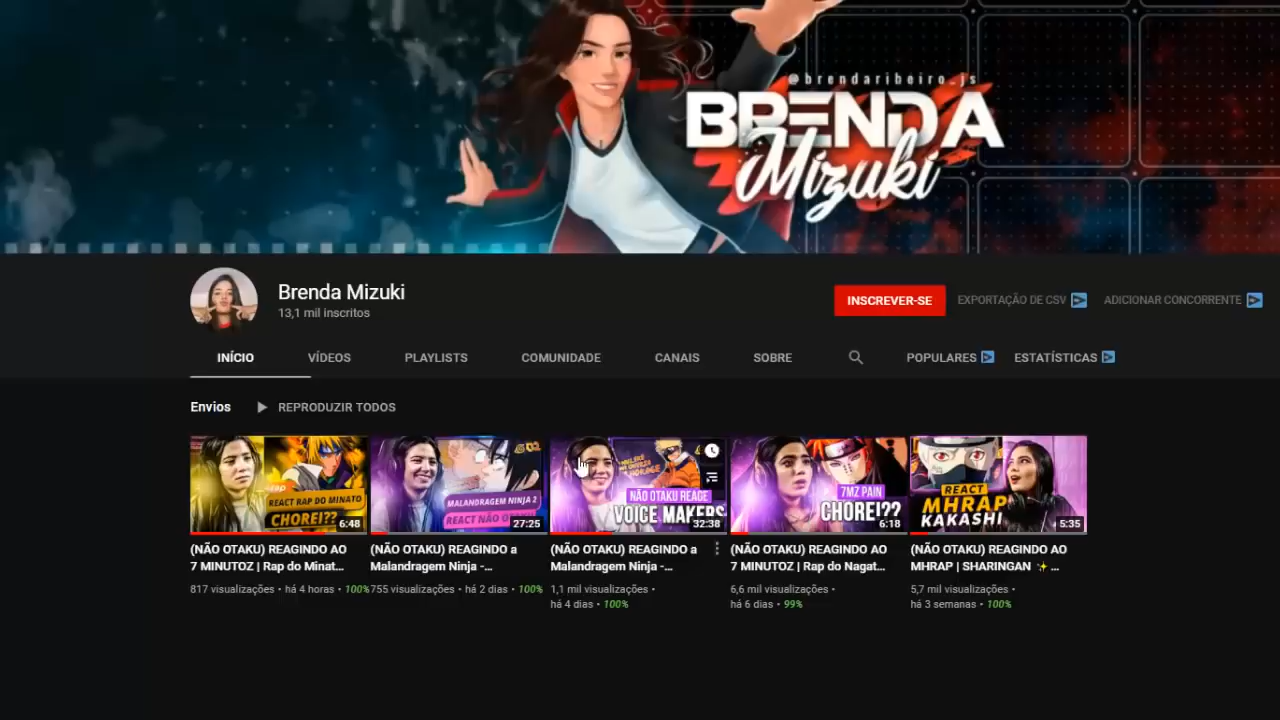 @brendaribeiro_js
BRENDA
Mizuki
Brenda Mizuki
13,1 mil inscritos
INSCREVER-SE
EXPORTAÇÃO DE CSV
ADICIONAR CONCORRENTE
INÍCIO
VÍDEOS
PLAYLISTS
COMUNIDADE
CANAIS
SOBRE
POPULARES
ESTATÍSTICAS
Envios
REPRODUZIR TODOS
REACT RAP DO MINATO
CHOREI??
6:48
MALANDRAGEM NINJA 2
REACT NÃO
27:25
NÃO OTAKU REAGE
VOICE MAKERS
32:38
7MZ PAIN
CHOREI??
6:18
REACT
MHRAP
KAKASHI
5:35
(NÃO OTAKU) REAGINDO AO
7 MINUTOZ | Rap do Minat...
817 visualizações • há 4 horas • 100%
(NÃO OTAKU) REAGINDO a
Malandragem Ninja -...
755 visualizações • há 2 dias • 100%
(NÃO OTAKU) REAGINDO a
Malandragem Ninja -...
1,1 mil visualizações •
há 4 dias • 100%
(NÃO OTAKU) REAGINDO AO
7 MINUTOZ | Rap do Nagat...
6,6 mil visualizações •
há 6 dias • 99%
(NÃO OTAKU) REAGINDO AO
MHRAP | SHARINGAN ✨ ...
5,7 mil visualizações •
há 3 semanas • 100%